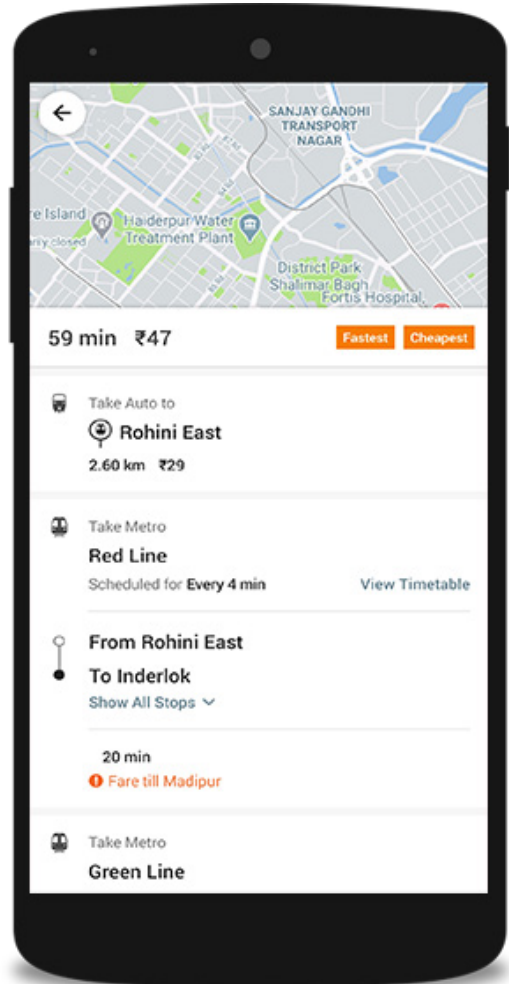 SANJAY GANDHI
TRANSPORT
NAGAR
re Island
Haiderpur Water
Treatment Plant
District Park
Shalimar Bagh
Fortis Hospital,
59 min ₹47
Fastest Cheapest
Take Auto to
Rohini East
2.60 km ₹29
Take Metro
Red Line
Scheduled for Every 4 min
View Timetable
From Rohini East
To Inderlok
Show All Stops
20 min
Fare till Madipur
Take Metro
Green Line